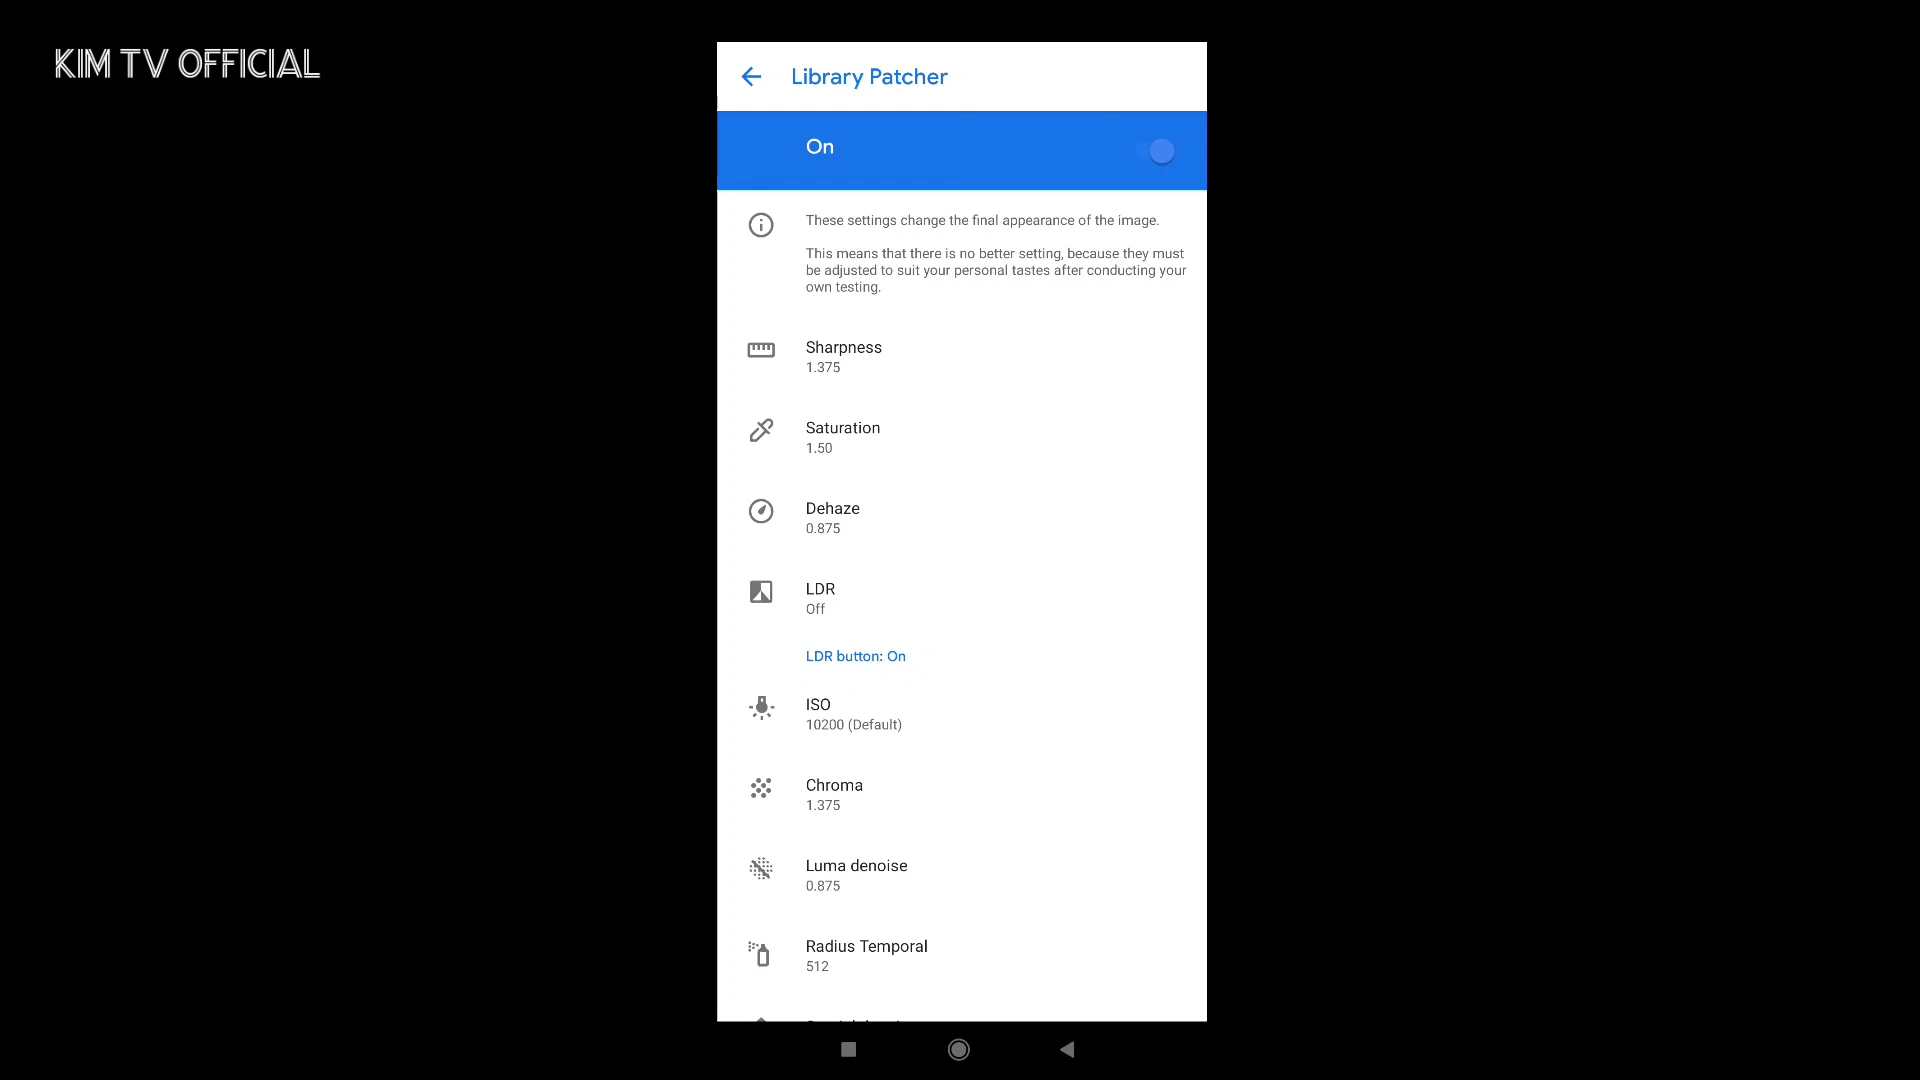 KIM TV OFFICIAL
Library Patcher
On
These settings change the final appearance of the image.
This means that there is no better setting, because they must
be adjusted to suit your personal tastes after conducting your
own testing.
Sharpness
1.375
Saturation
1.50
Dehaze
0.875
LDR
Off
LDR button: On
ISO
10200 (Default)
Chroma
1.375
Luma denoise
0.875
Radius Temporal
512